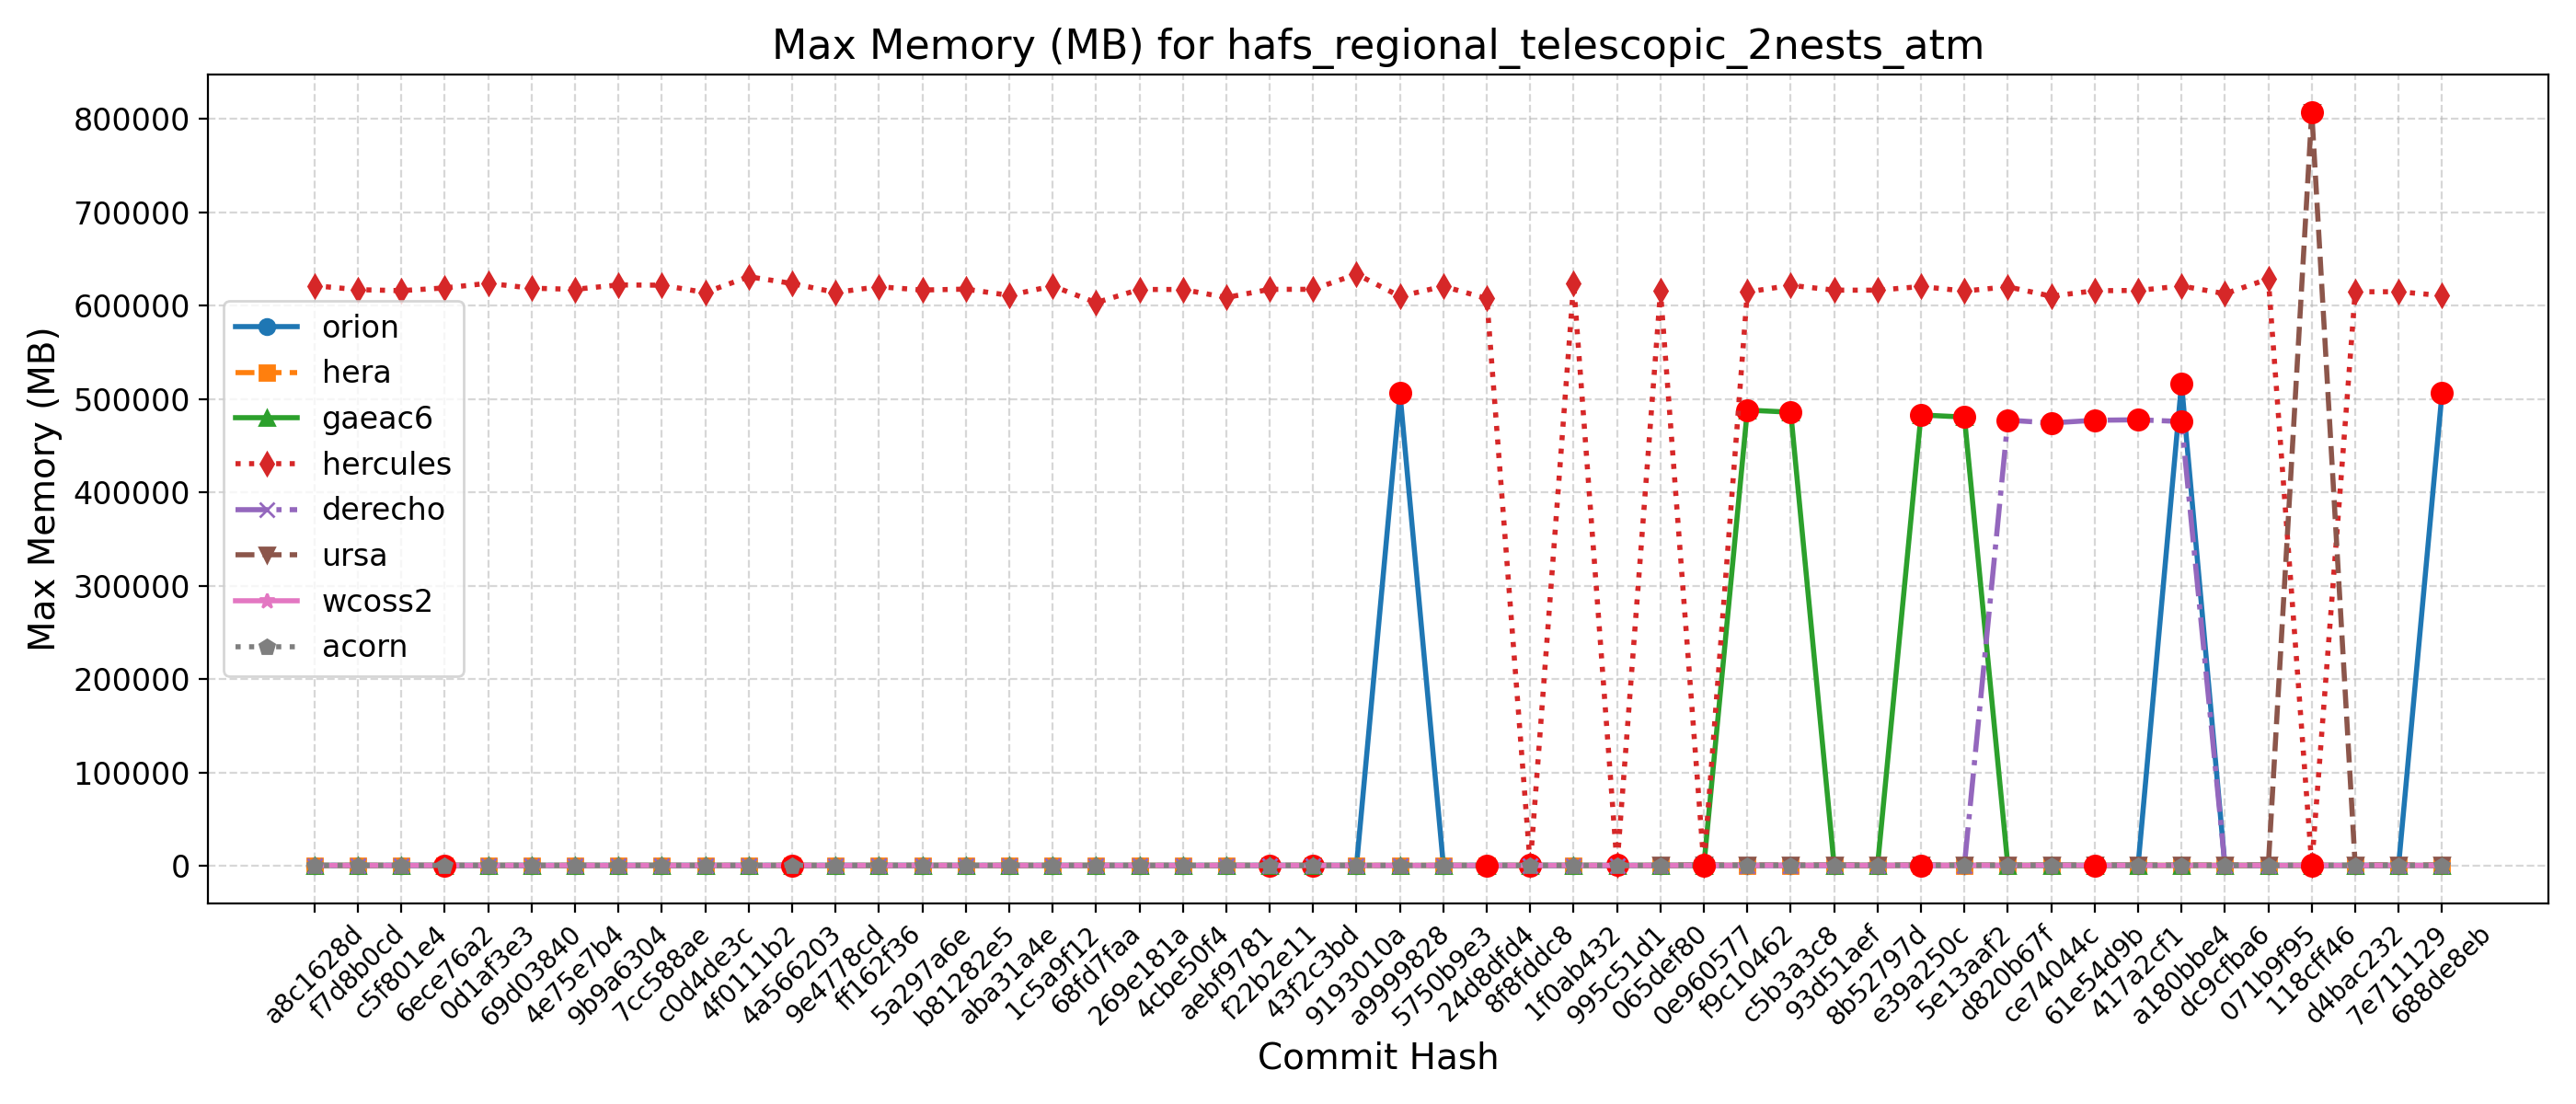 Max Memory (MB) for hafs_regional_telescopic_2nests_atm
Max Memory (MB)
800000
700000
600000
500000
400000
300000
200000
100000
0
orion
hera
gaeac6
hercules
derecho
ursa
wcoss2
acorn
a8c1628d
f7d8b0cd
c5f801e4
6ece76a2
0d1af3e3
69d03840
4e75e7b4
9b9a6304
7cc588ae
c0d4de3c
4f0111b2
4a566203
9e4778cd
ff162f36
5a297a6e
b81282e5
aba31a4e
1c5a9f12
68fd7faa
269e181a
4cbe50f4
aebf9781
f22b2e11
43f2c3bd
9193010a
a9999828
5750b9e3
24d8dfd4
8f8fddc8
1f0ab432
995c51d1
065def80
0e960577
f9c10462
c5b3a3c8
93d51aef
8b52797d
e39a250c
5e13aaf2
d820b67f
ce74044c
61e54d9b
417a2cf1
a180bbe4
dc9cfba6
071b9f95
118cff46
d4bac232
7e711129
688de8eb
Commit Hash